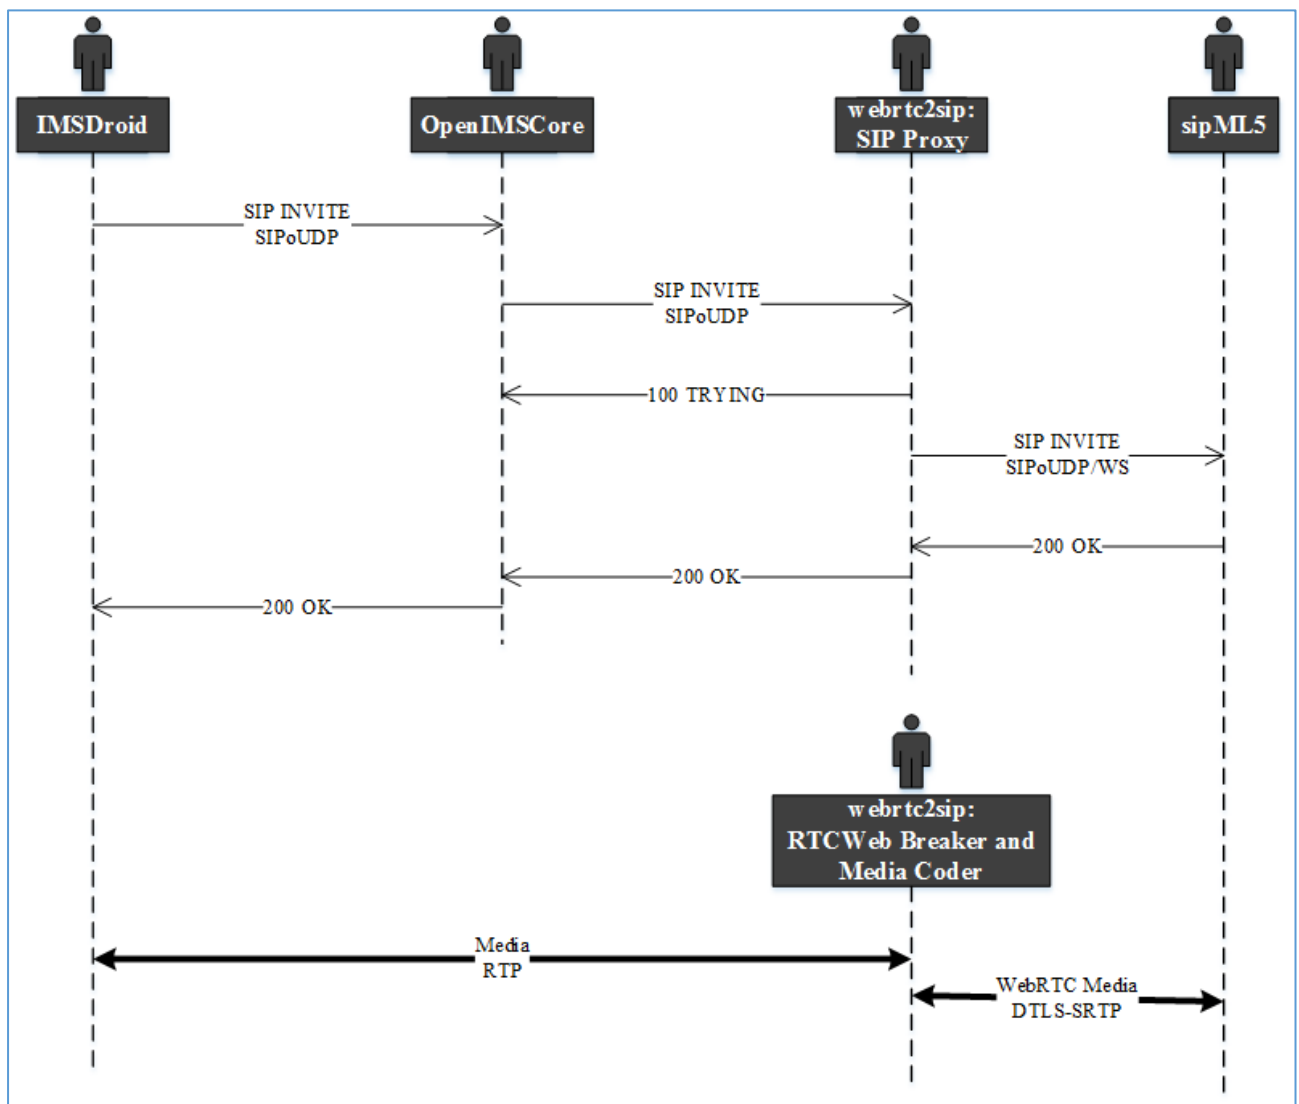 IMSDroid
OpenIMSCore
webrtc2sip:
SIP Proxy
sipML5
SIP INVITE
SIPoUDP
SIP INVITE
SIPoUDP
100 TRYING
SIP INVITE
SIPoUDP/WS
200 OK
200 OK
200 OK
webrtc2sip:
RTCWeb Breaker and
Media Coder
Media
RTP
WebRTC Media
DTLS-SRTP